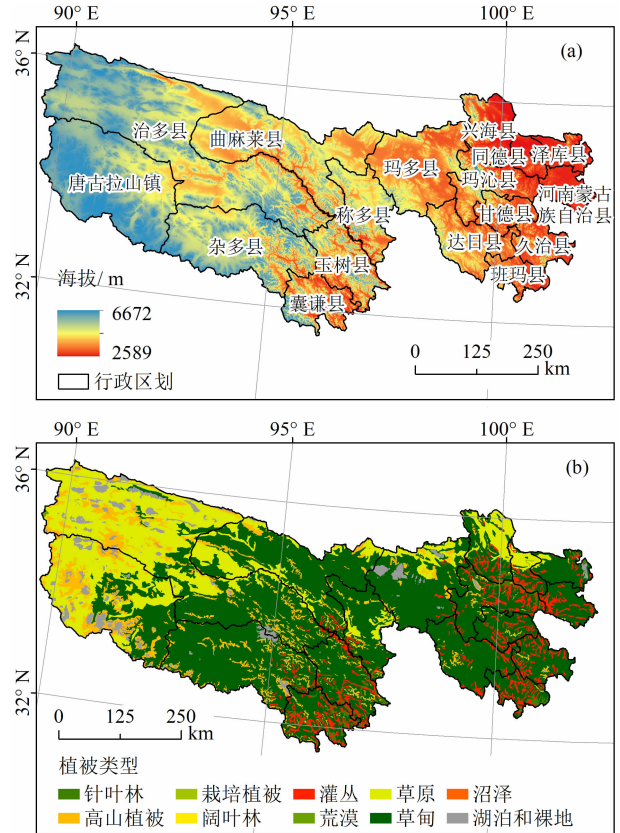 90° E 95° E 100° E
36° N
(a)
治多县
曲麻莱县
兴海县
同德县 泽库县
玛多县
玛沁县
唐古拉山镇
河南蒙古
族自治县
称多县
甘德县
杂多县
达日县 久治县
玉树县
班玛县
32° N
海拔/ m
囊谦县
6672
2589
行政区划
0 125 250
km
90° E 95° E 100° E
36° N
(b)
32° N
0 125 250
km
植被类型
针叶林 栽培植被 灌丛 草原 沼泽
高山植被 阔叶林 荒漠 草甸 湖泊和裸地